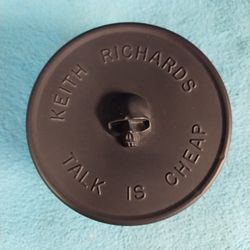 KEITH RICHARDS
TALK IS CHEAP